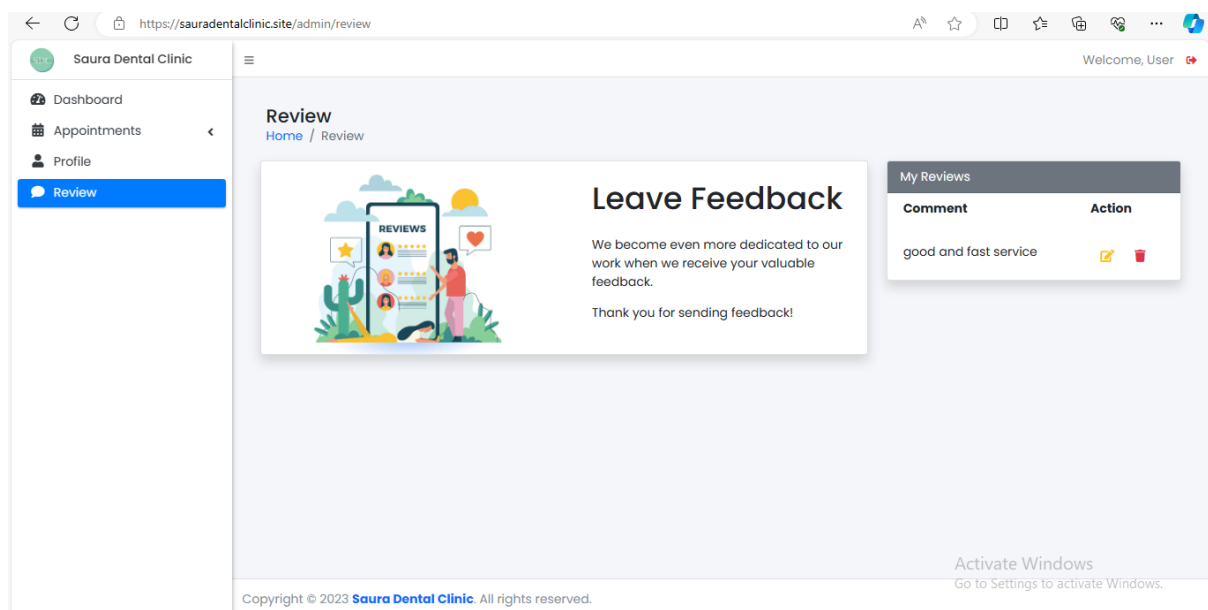 https://sauradentalclinic.site/admin/review
Saura Dental Clinic
Welcome, User
Dashboard
Appointments
Profile
Review
Review
Home / Review
REVIEWS
Leave Feedback
We become even more dedicated to our
work when we receive your valuable
feedback.
Thank you for sending feedback!
My Reviews
Comment Action
good and fast service
Activate Windows
Go to Settings to activate Windows.
Copyright © 2023 Saura Dental Clinic. All rights reserved.